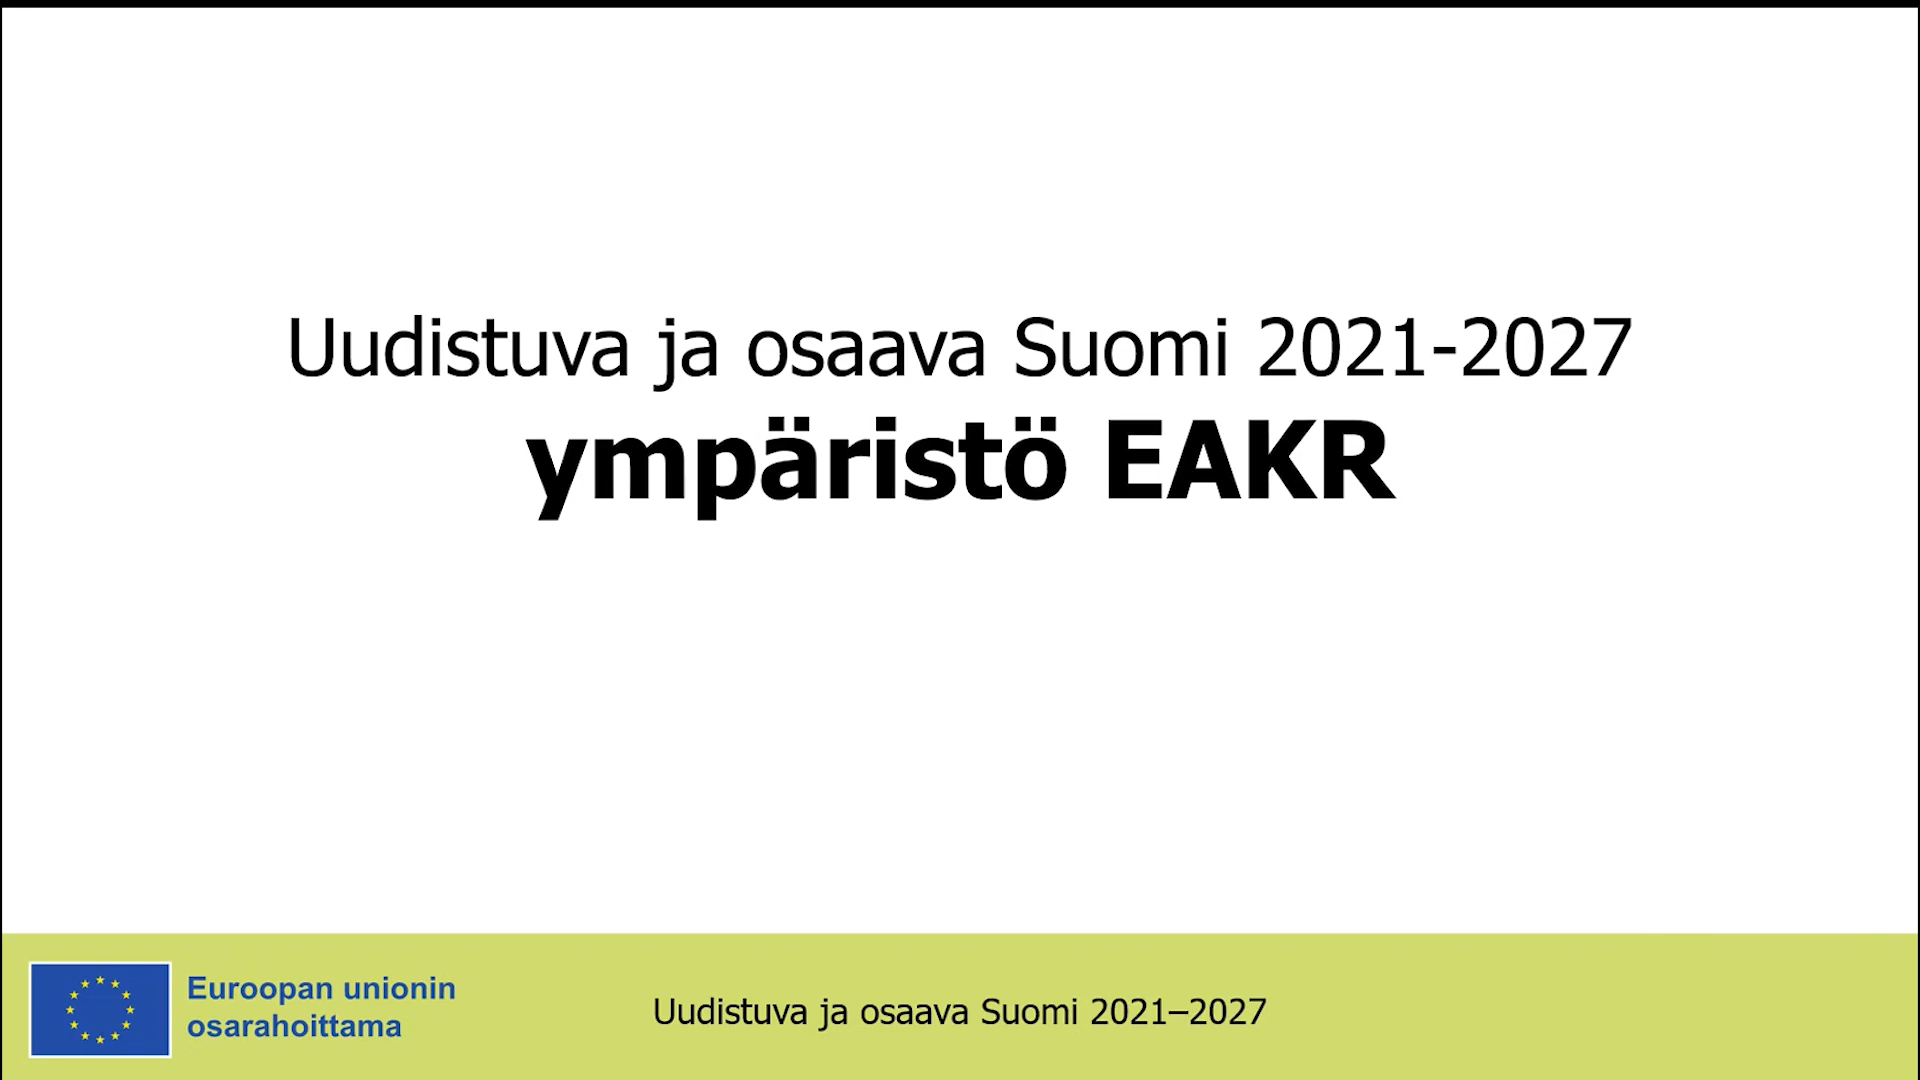 Uudistuva ja osaava Suomi 2021-2027
ympäristö EAKR
Euroopan unionin
osarahoittama
Uudistuva ja osaava Suomi 2021–2027